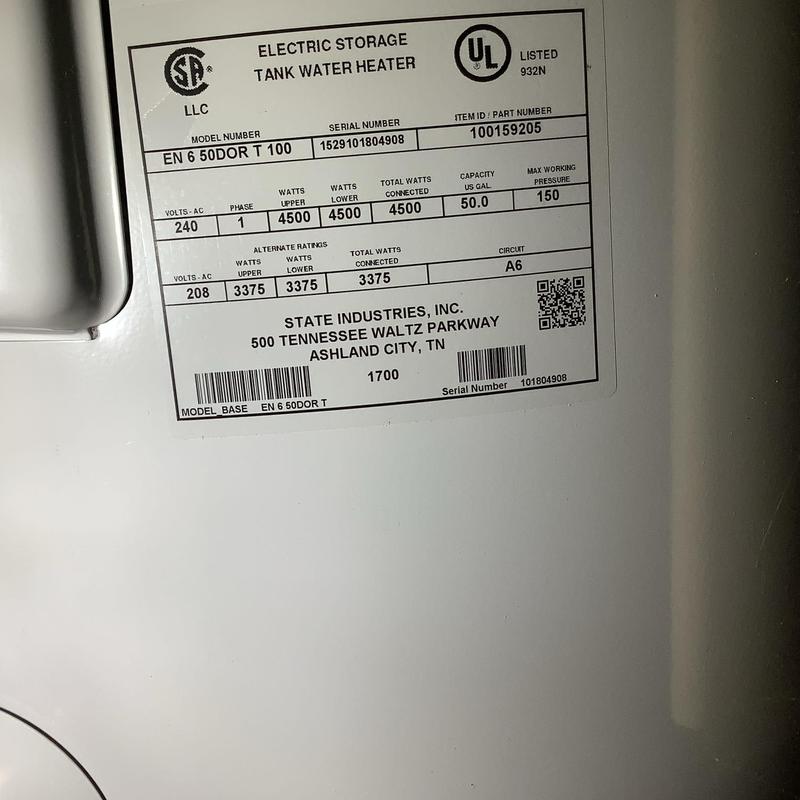 SA®
LLC
ELECTRIC STORAGE
TANK WATER HEATER
UL
LISTED
932N
MODEL NUMBER
SERIAL NUMBER
ITEM ID / PART NUMBER
EN 6 50DOR T 100
1529101804908
100159205
VOLTS - AC
PHASE
WATTS UPPER
WATTS LOWER
TOTAL WATTS CONNECTED
CAPACITY US GAL.
MAX WORKING PRESSURE
240
1
4500
4500
4500
50.0
150
ALTERNATE RATINGS
VOLTS - AC
WATTS UPPER
WATTS LOWER
TOTAL WATTS CONNECTED
CIRCUIT
208
3375
3375
3375
A6
STATE INDUSTRIES, INC.
500 TENNESSEE WALTZ PARKWAY
ASHLAND CITY, TN
1700
MODEL_BASE EN 6 50DOR T
Serial Number 101804908